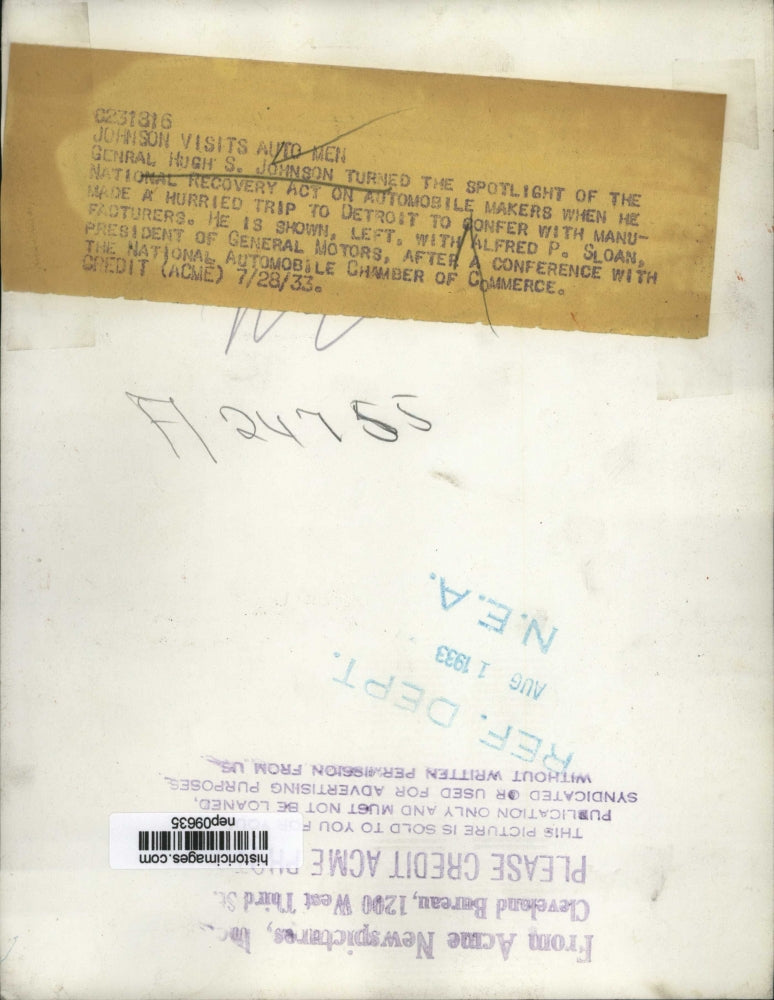 C231816
JOHNSON VISITS AUTO MEN
GENRAL HUGH S. JOHNSON TURNED THE SPOTLIGHT OF THE
NATIONAL RECOVERY ACT ON AUTOMOBILE MAKERS WHEN HE
MADE A HURRIED TRIP TO DETROIT TO CONFER WITH MANU-
FACTURERS. HE IS SHOWN, LEFT, WITH ALFRED P. SLOAN,
PRESIDENT OF GENERAL MOTORS, AFTER A CONFERENCE WITH
THE NATIONAL AUTOMOBILE CHAMBER OF COMMERCE.
CREDIT (ACME) 7/28/33.
24755
N.E.A.
AUG 1 1933
REF. DEPT.
From Acme Newspictures, Inc.
Cleveland Bureau, 1200 West Third St.
PLEASE CREDIT ACME
THIS PICTURE IS SOLD TO YOU FOR YOUR
PUBLICATION ONLY AND MUST NOT BE LOANED,
SYNDICATED OR USED FOR ADVERTISING PURPOSES
WITHOUT WRITTEN PERMISSION FROM US.
historicimages.com
nep09635